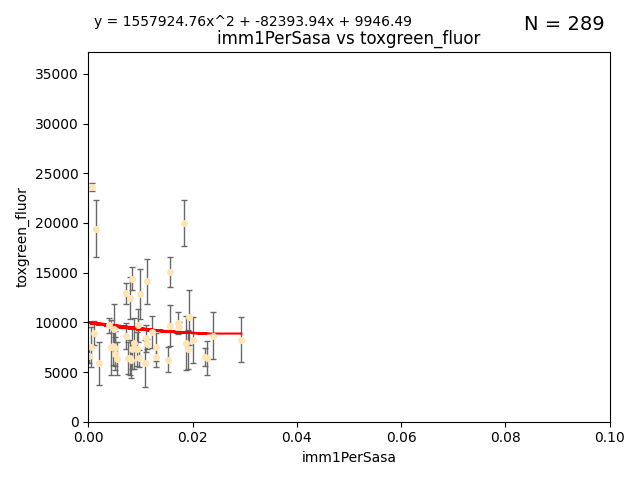 y = 1557924.76x^2 + -82393.94x + 9946.49
N = 289
imm1PerSasa vs toxgreen_fluor
35000
30000
25000
20000
15000
10000
5000
0
toxgreen_fluor
0.00 0.02 0.04 0.06 0.08 0.10
imm1PerSasa